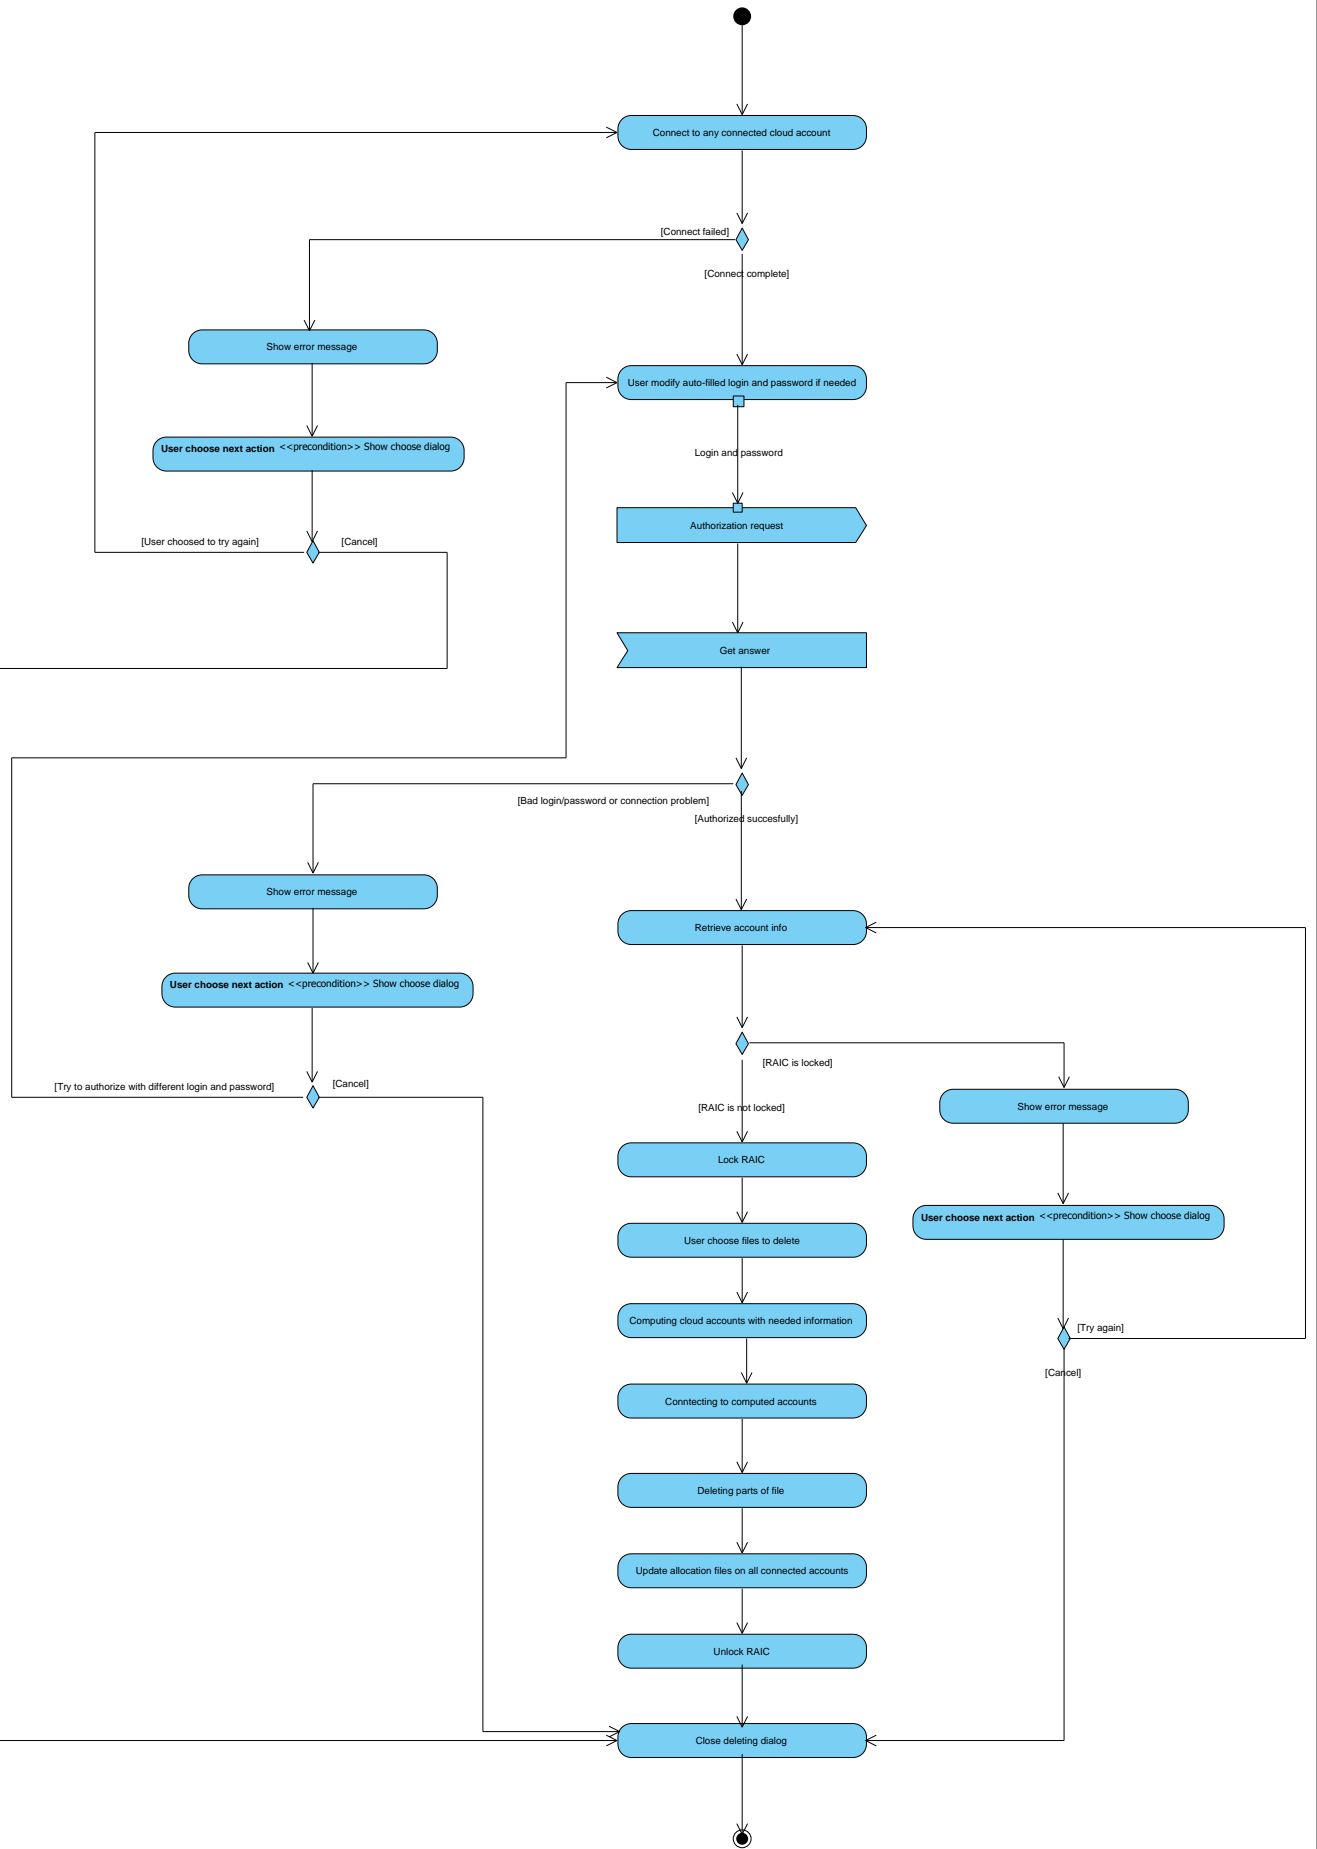 Connect to any connected cloud account
[Connect failed]
[Connect complete]
Show error message
User modify auto-filled login and password if needed
User choose next action <<precondition>> Show choose dialog
Login and password
Authorization request
[User choosed to try again]
[Cancel]
Get answer
[Bad login/password or connection problem]
[Authorized succesfully]
Show error message
Retrieve account info
User choose next action <<precondition>> Show choose dialog
[RAIC is locked]
[Try to authorize with different login and password]
[Cancel]
[RAIC is not locked]
Show error message
Lock RAIC
User choose next action <<precondition>> Show choose dialog
User choose files to delete
Computing cloud accounts with needed information
[Try again]
[Cancel]
Conntecting to computed accounts
Deleting parts of file
Update allocation files on all connected accounts
Unlock RAIC
Close deleting dialog